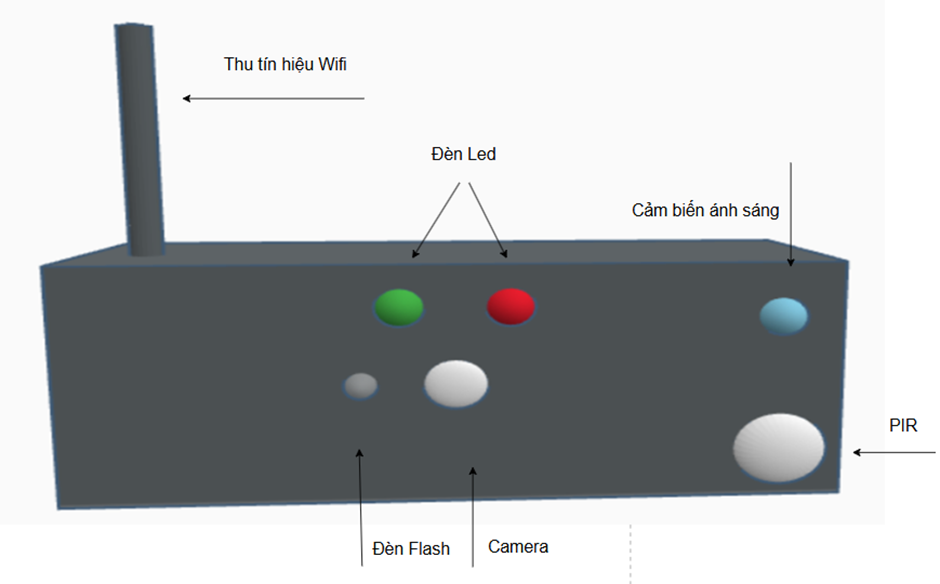 Thu tín hiệu Wifi
Đèn Led
Cảm biến ánh sáng
PIR
Đèn Flash
Camera